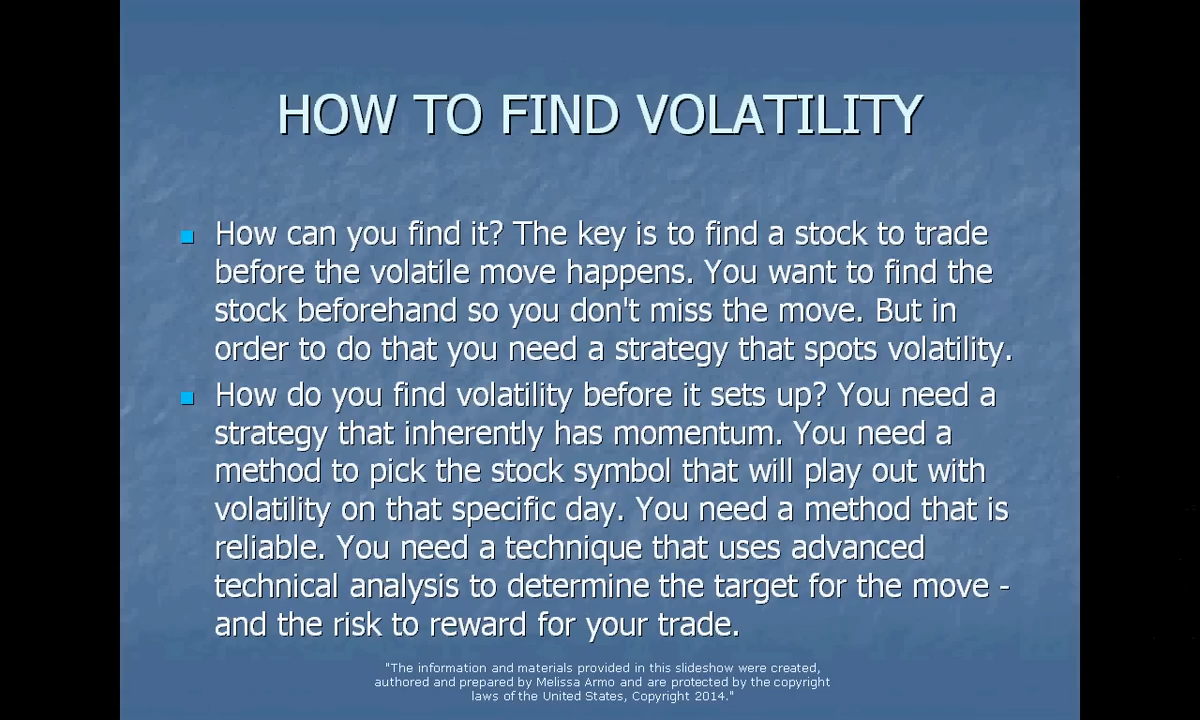 HOW TO FIND VOLATILITY
How can you find it? The key is to find a stock to trade
before the volatile move happens. You want to find the
stock beforehand so you don't miss the move. But in
order to do that you need a strategy that spots volatility.
How do you find volatility before it sets up? You need a
strategy that inherently has momentum. You need a
method to pick the stock symbol that will play out with
volatility on that specific day. You need a method that is
reliable. You need a technique that uses advanced
technical analysis to determine the target for the move -
and the risk to reward for your trade.
"The information and materials provided in this slideshow were created,
authored and prepared by Melissa Armo and are protected by the copyright
laws of the United States, Copyright 2014."